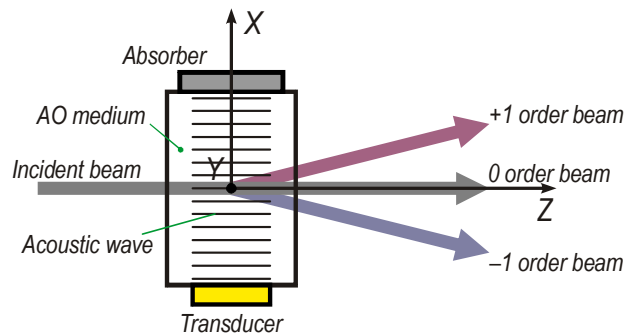 X
Absorber
AO medium
+1 order beam
Incident beam
Y
0 order beam
Z
Acoustic wave
–1 order beam
Transducer